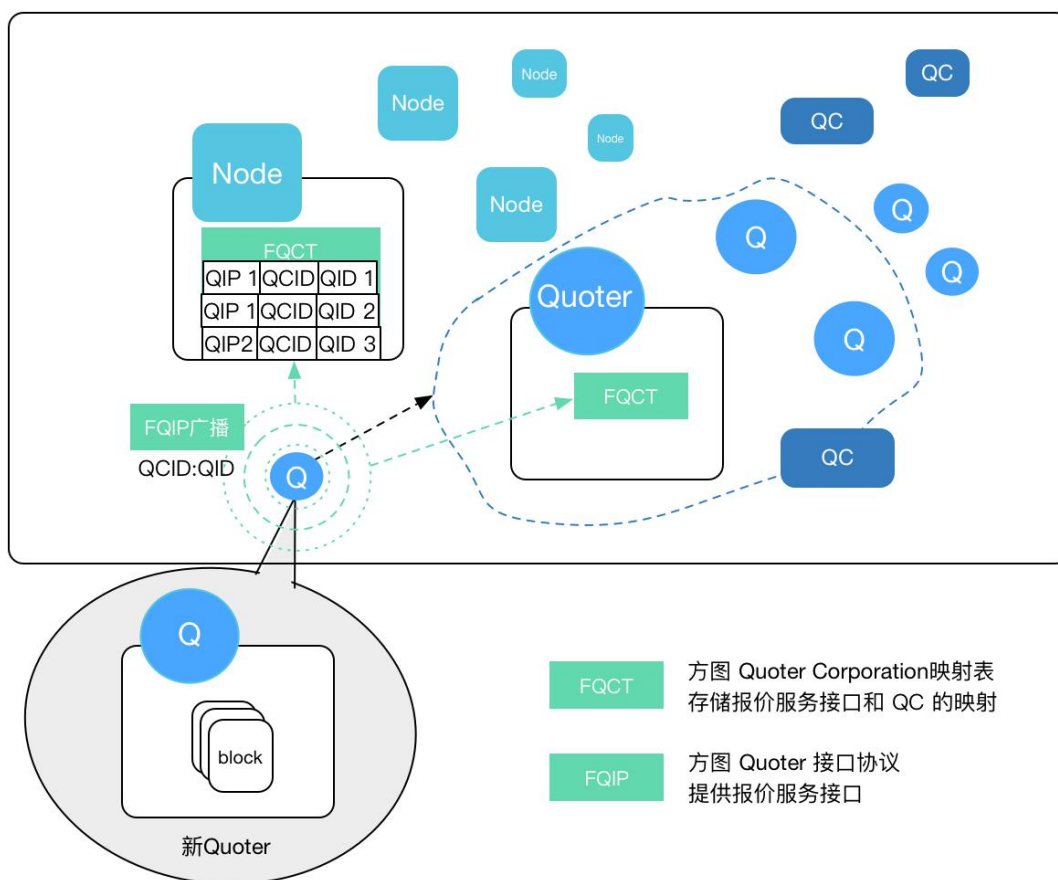 Node
Node
Node
Node
Node
QC
QC
Q
Q
Q
Q
Quoter
FQCT
QIP 1 QCID QID 1
QIP 1 QCID QID 2
QIP2 QCID QID 3
FQCT
FQIP广播
QCID:QID
Q
QC
Q
block
新Quoter
FQCT
方图 Quoter Corporation映射表
存储报价服务接口和 QC 的映射
FQIP
方图 Quoter 接口协议
提供报价服务接口